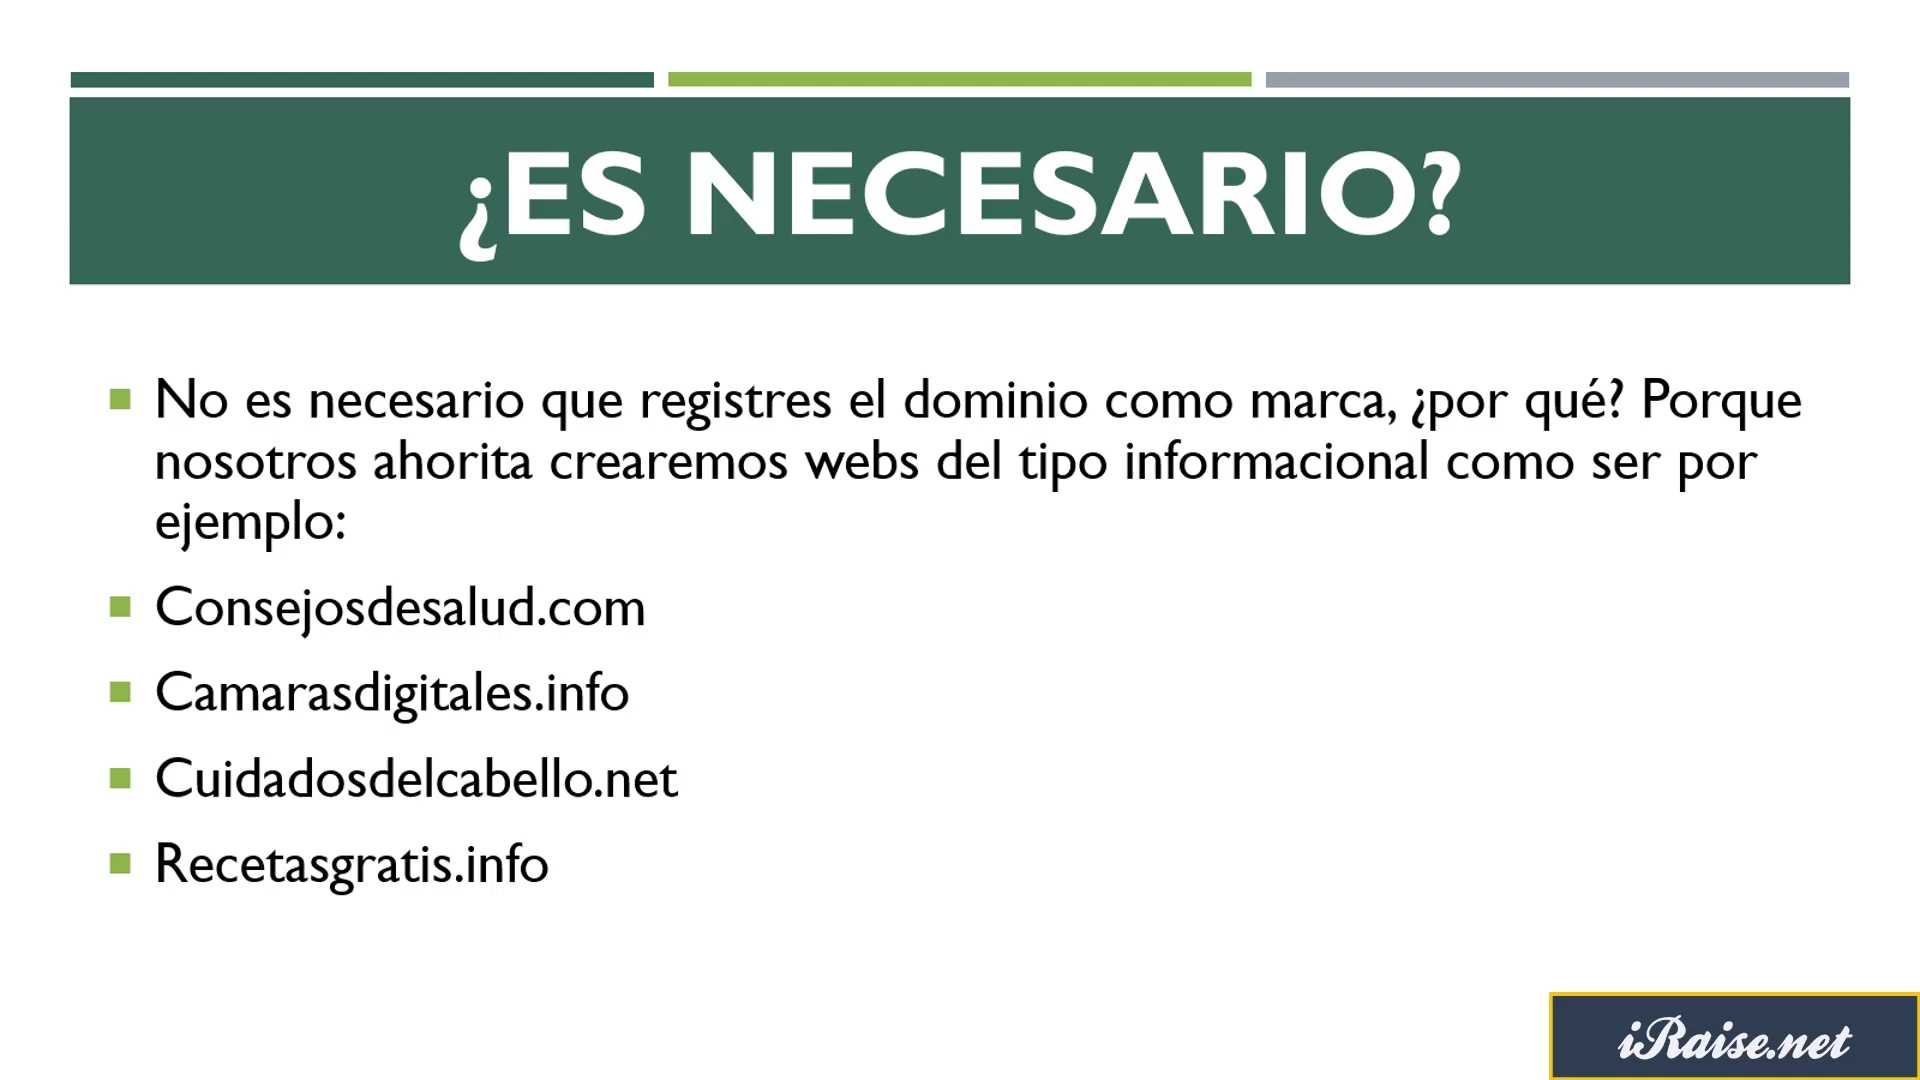 ¿ES NECESARIO?
No es necesario que registres el dominio como marca, ¿por qué? Porque
nosotros ahorita crearemos webs del tipo informacional como ser por
ejemplo:
Consejosdesalud.com
Camarasdigitales.info
Cuidadosdelcabello.net
Recetasgratis.info
iRaise.net